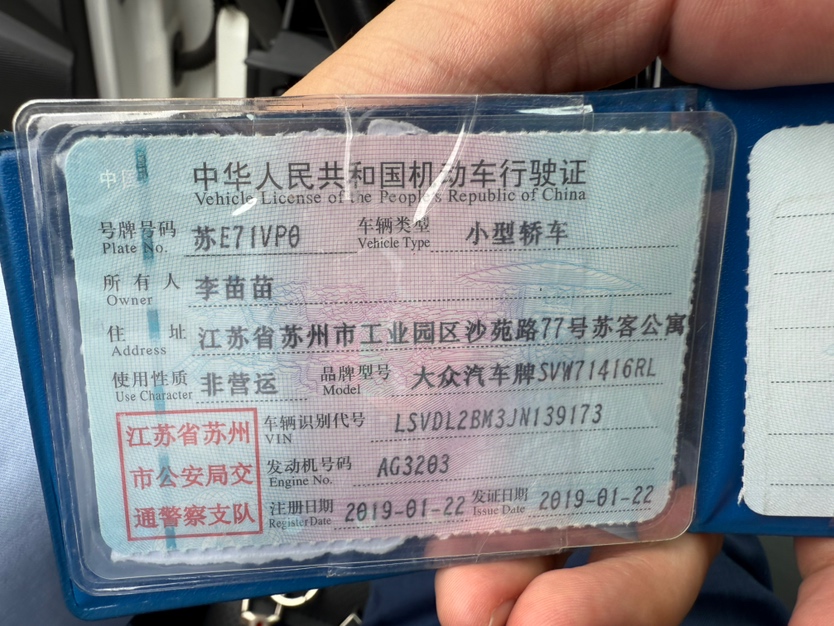 中华人民共和国机动车行驶证
Vehicle License of the People's Republic of China
号牌号码 苏E71VP0 车辆类型 小型轿车
Plate No. Vehicle Type
所有人 李苗苗
Owner
住址 江苏省苏州市工业园区沙苑路77号苏客公寓
Address
使用性质 非营运 品牌型号 大众汽车牌SVW71416RL
Use Character Model
江苏省苏州
市公安局交
通警察支队
车辆识别代号 LSVDL2BM3JN139173
VIN
发动机号码 AG3203
Engine No.
注册日期 2019-01-22 发证日期 2019-01-22
Register Date Issue Date